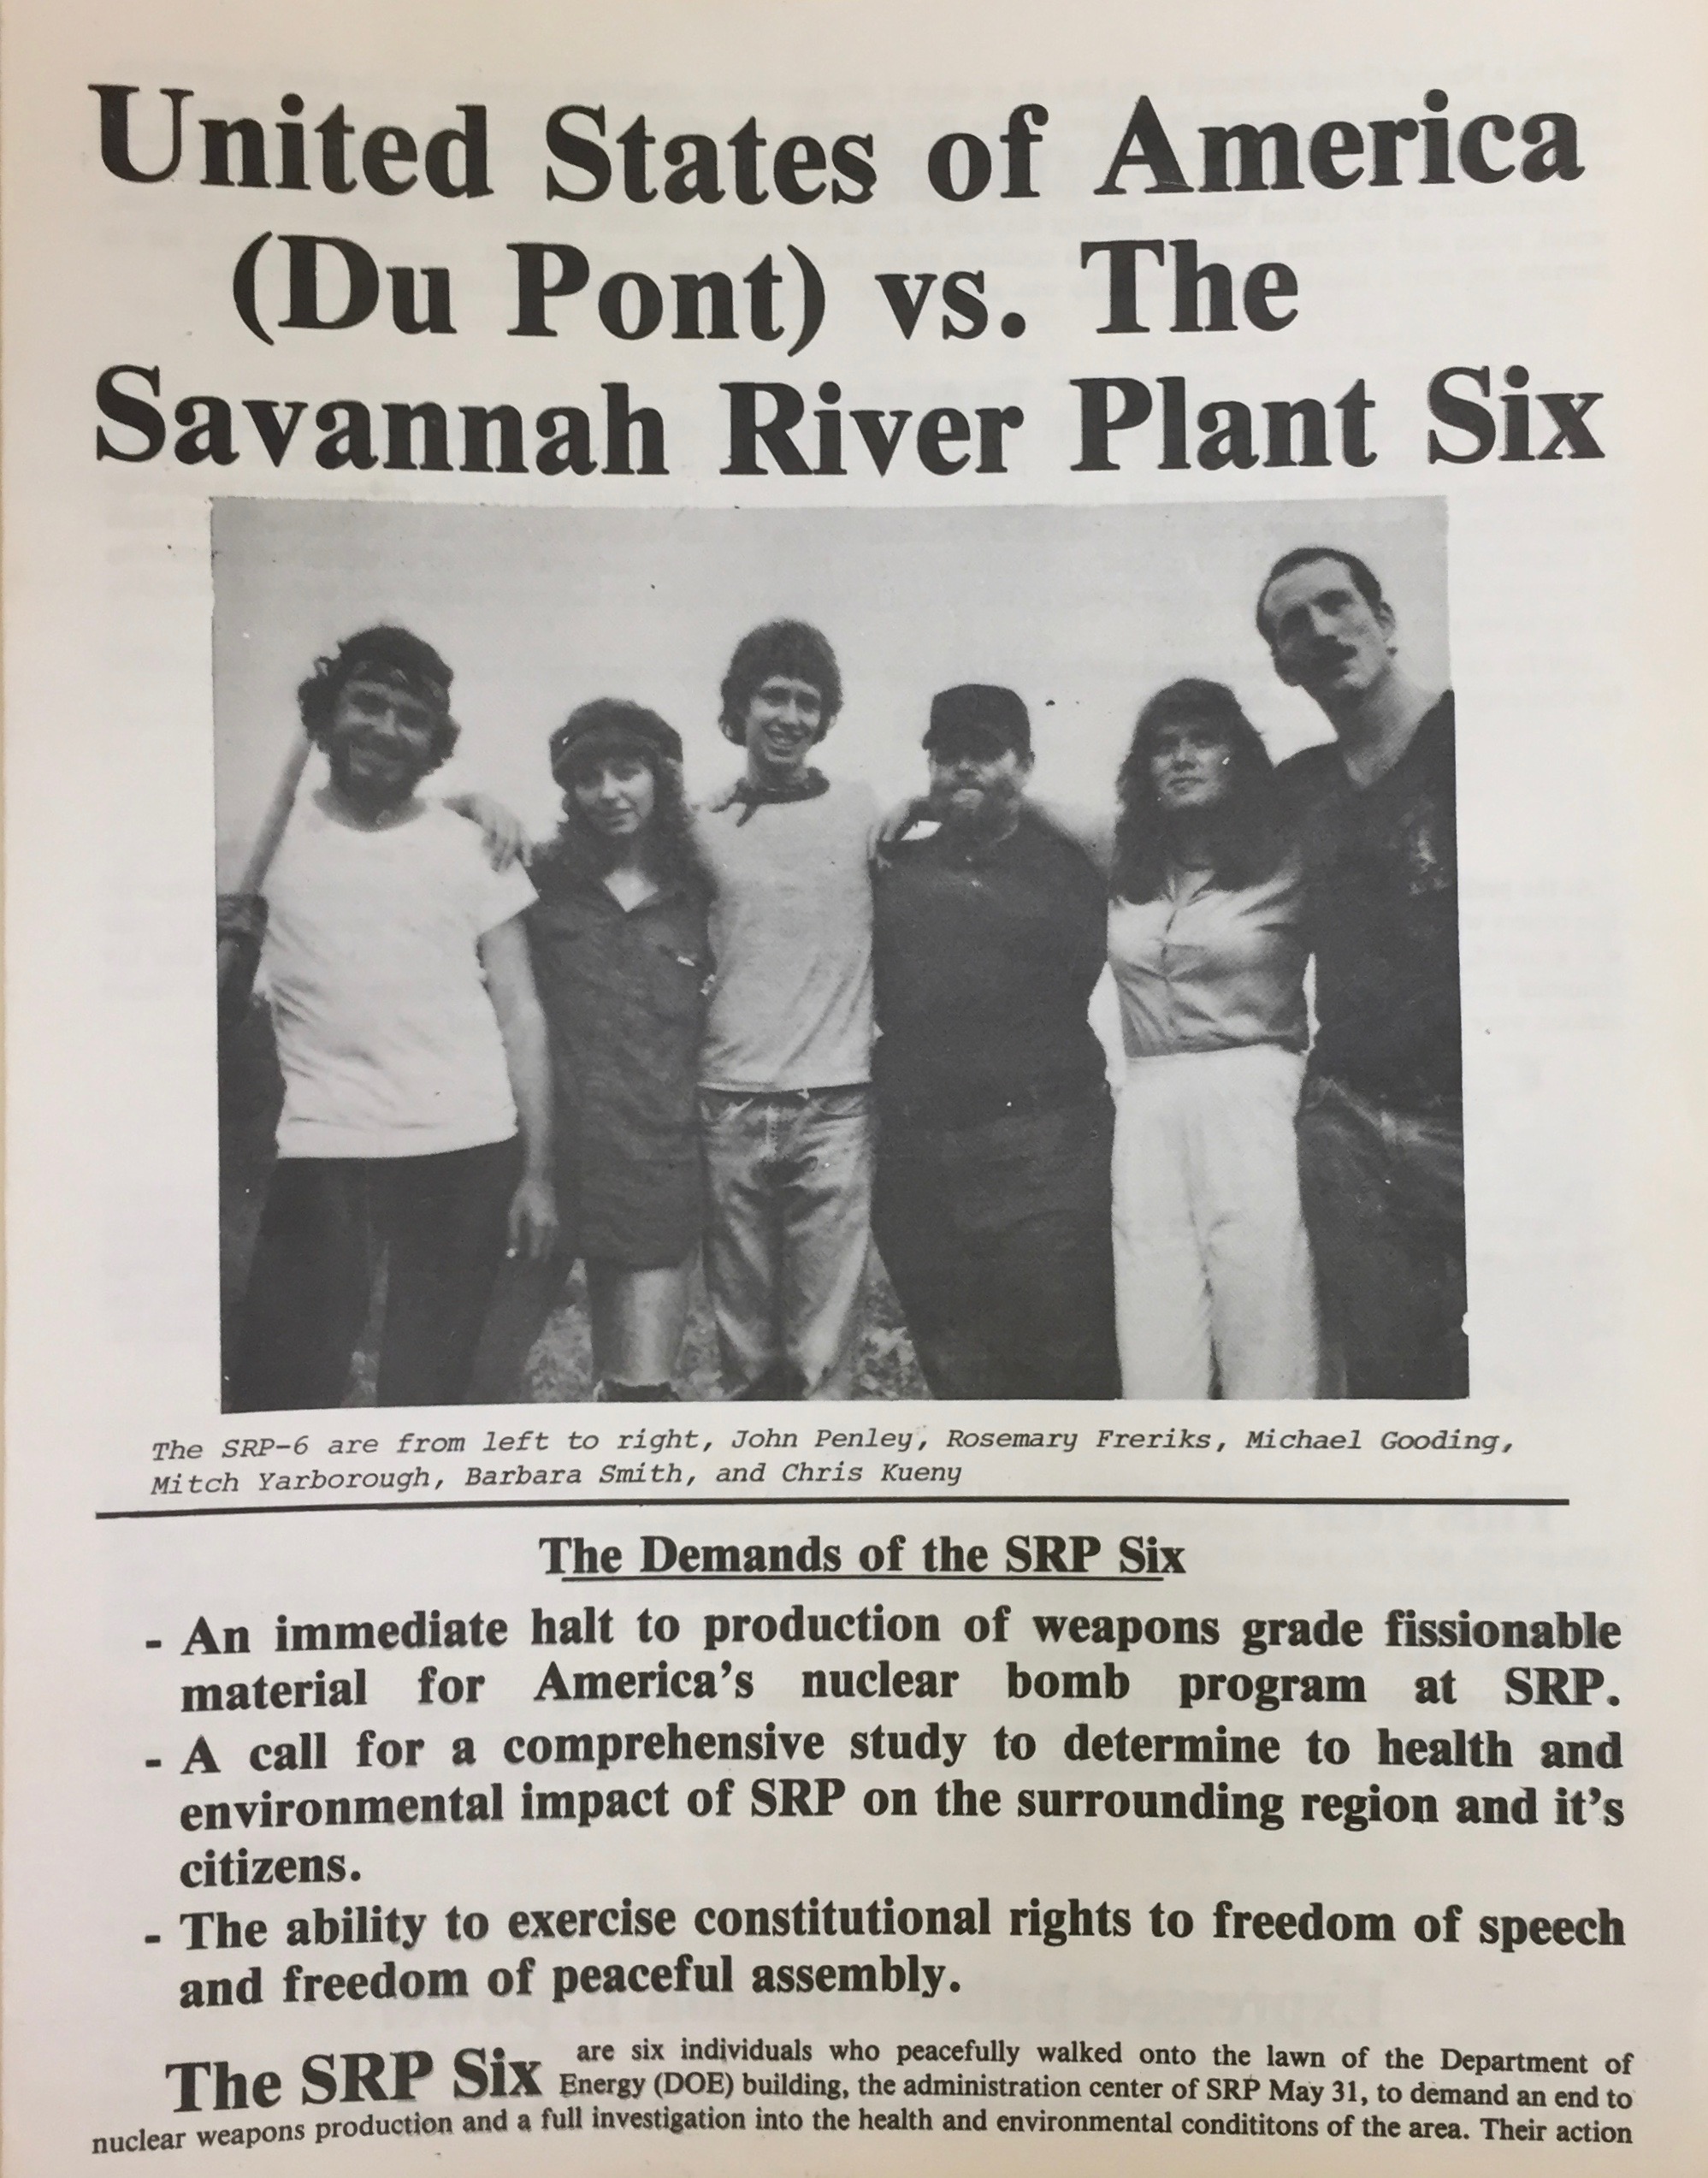 United States of America
(Du Pont) vs. The
Savannah River Plant Six
The SRP-6 are from left to right, John Penley, Rosemary Freriks, Michael Gooding,
Mitch Yarborough, Barbara Smith, and Chris Kueny
The Demands of the SRP Six
- An immediate halt to production of weapons grade fissionable
material for America's nuclear bomb program at SRP.
- A call for a comprehensive study to determine to health and
environmental impact of SRP on the surrounding region and it's
citizens.
- The ability to exercise constitutional rights to freedom of speech
and freedom of peaceful assembly.
The SRP Six are six individuals who peacefully walked onto the lawn of the Department of
Energy (DOE) building, the administration center of SRP May 31, to demand an end to
nuclear weapons production and a full investigation into the health and environmental condititons of the area. Their action